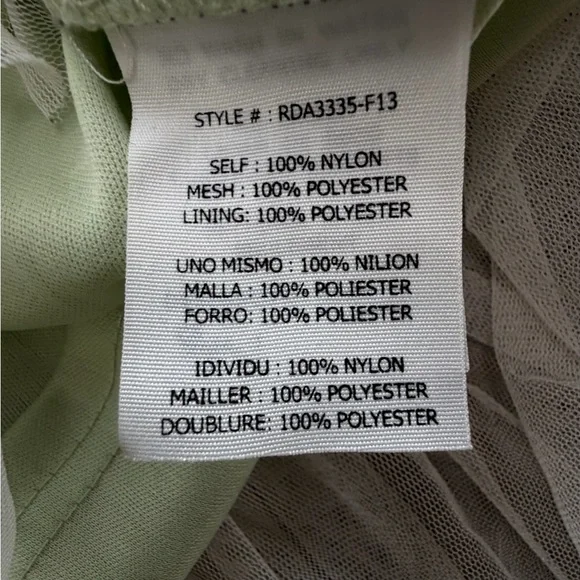 STYLE # : RDA3335-F13
SELF : 100% NYLON
MESH : 100% POLYESTER
LINING: 100% POLYESTER
UNO MISMO : 100% NILION
MALLA : 100% POLIESTER
FORRO: 100% POLIESTER
IDIVIDU : 100% NYLON
MAILLER : 100% POLYESTER
DOUBLURE: 100% POLYESTER